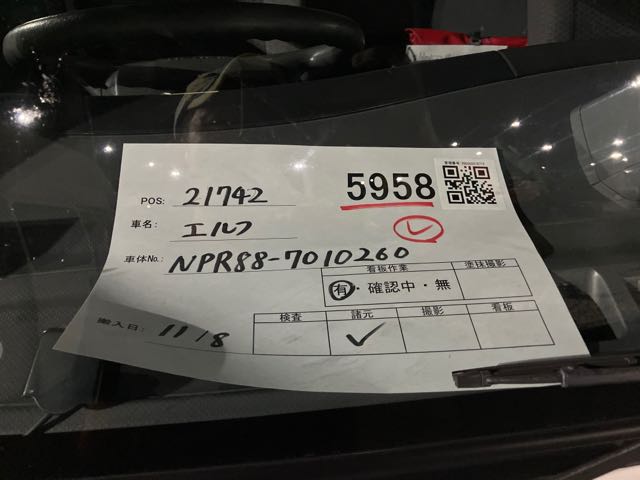 POS: 21742
5958
車名: エルフ
車体No.: NPR88-7010260
看板作業 塗抹撮影
有・確認中・無
搬入日: 11/8
検査 諸元 撮影 看板
✓